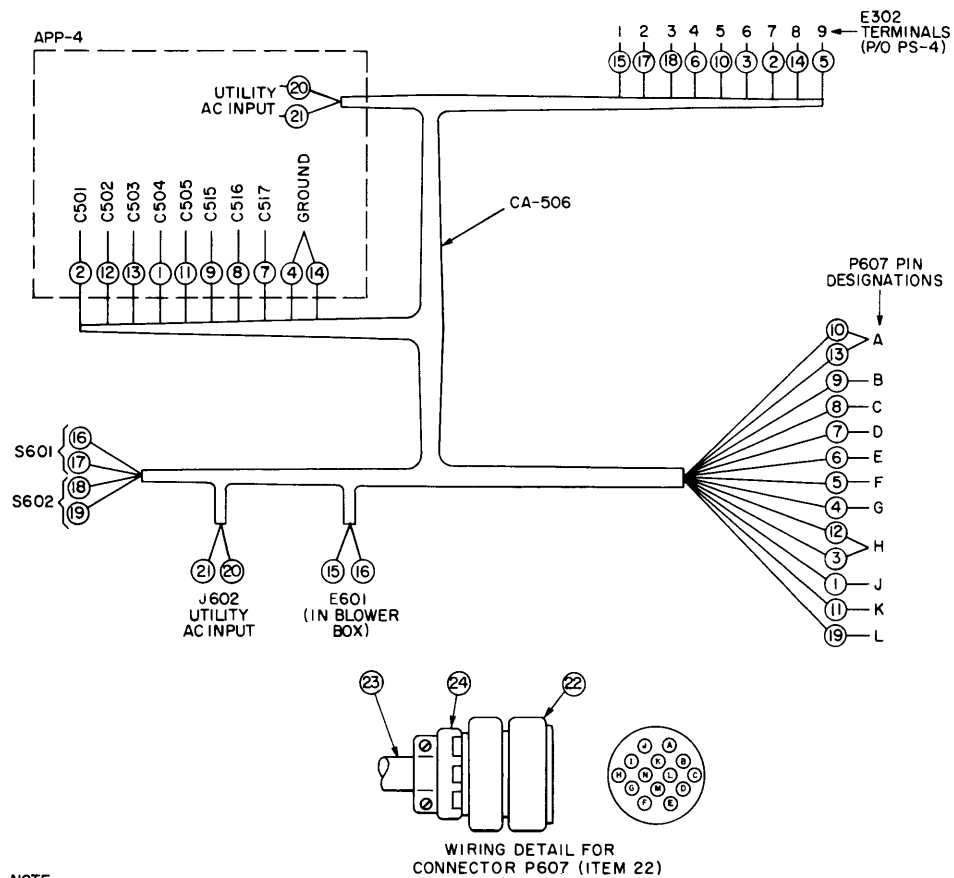 E302
TERMINALS
(P/O PS-4)
1 2 3 4 5 6 7 8 9
15 17 18 6 10 3 2 14 5
APP-4
UTILITY
AC INPUT
20
21
C501 C502 C503 C504 C505 C515 C516 C517 GROUND
2 12 13 1 11 9 8 7 4 14
CA-506
P607 PIN
DESIGNATIONS
10
13 A
9 B
8 C
7 D
6 E
5 F
4 G
12
3 H
1 J
11 K
19 L
S601
16
17
S602
18
19
21 20
J602
UTILITY
AC INPUT
15 16
E601
(IN BLOWER
BOX)
23 24 22
J A
I K B
H N L C
G M D
F E
WIRING DETAIL FOR
CONNECTOR P607 (ITEM 22)
NOTE